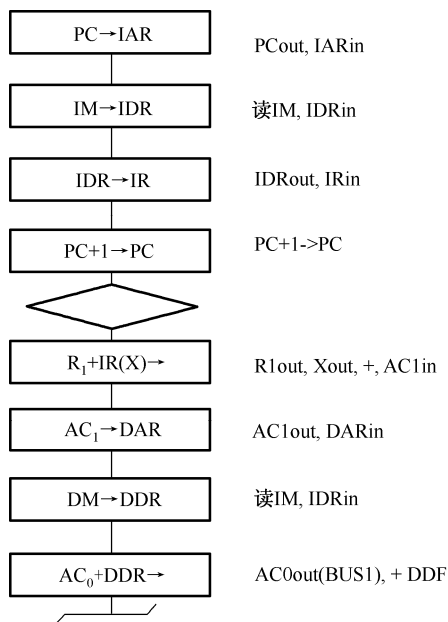 PC→IAR PCout, IARin
IM→IDR 读IM, IDRin
IDR→IR IDRout, IRin
PC+1→PC PC+1->PC
R₁+IR(X)→ R1out, Xout, +, AC1in
AC₁→DAR AC1out, DARin
DM→DDR 读IM, IDRin
AC₀+DDR→ AC0out(BUS1), + DDF